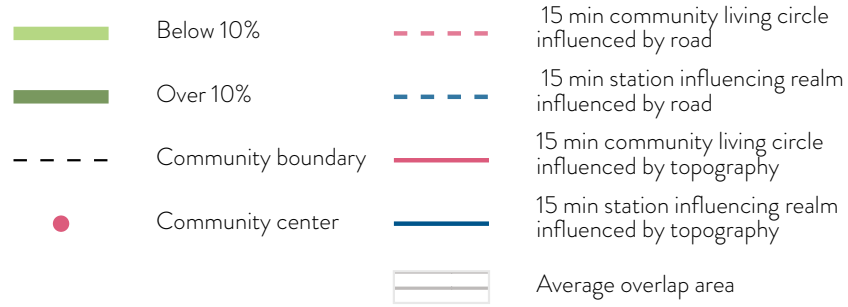 Below 10%
Over 10%
Community boundary
Community center
15 min community living circle
influenced by road
15 min station influencing realm
influenced by road
15 min community living circle
influenced by topography
15 min station influencing realm
influenced by topography
Average overlap area